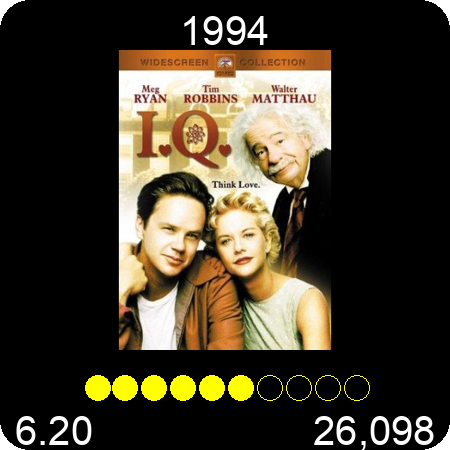 1994
WIDESCREEN COLLECTION
Meg RYAN
Tim ROBBINS
Walter MATTHAU
I.Q.
Think Love.
6.20
26,098